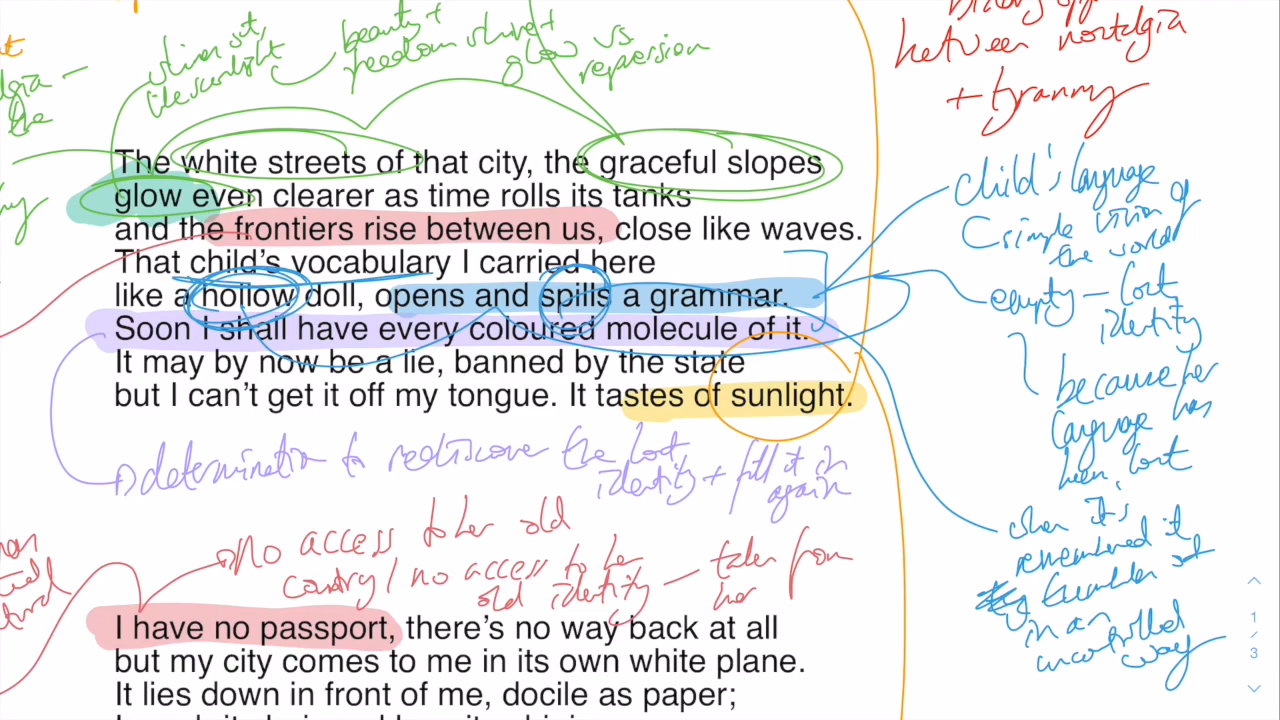 beauty +
freedom
vs
repression
glow
between nostalgia
+ tyranny
the
The white streets of that city, the graceful slopes
glow even clearer as time rolls its tanks
and the frontiers rise between us, close like waves.
That child's vocabulary I carried here
like a hollow doll, opens and spills a grammar.
Soon I shall have every coloured molecule of it.
It may by now be a lie, banned by the state
but I can't get it off my tongue. It tastes of sunlight.
child's language
simple vision of
the world
empty – lost
identity
because her
language has
been lost
when it's
remembered it
tumbles out
in an
uncontrolled
way
determination to rediscover the lost
identity + fill it in
again
No access to her old
country / no access to her
old identity – taken from
her
I have no passport, there's no way back at all
but my city comes to me in its own white plane.
It lies down in front of me, docile as paper;
1
/
3